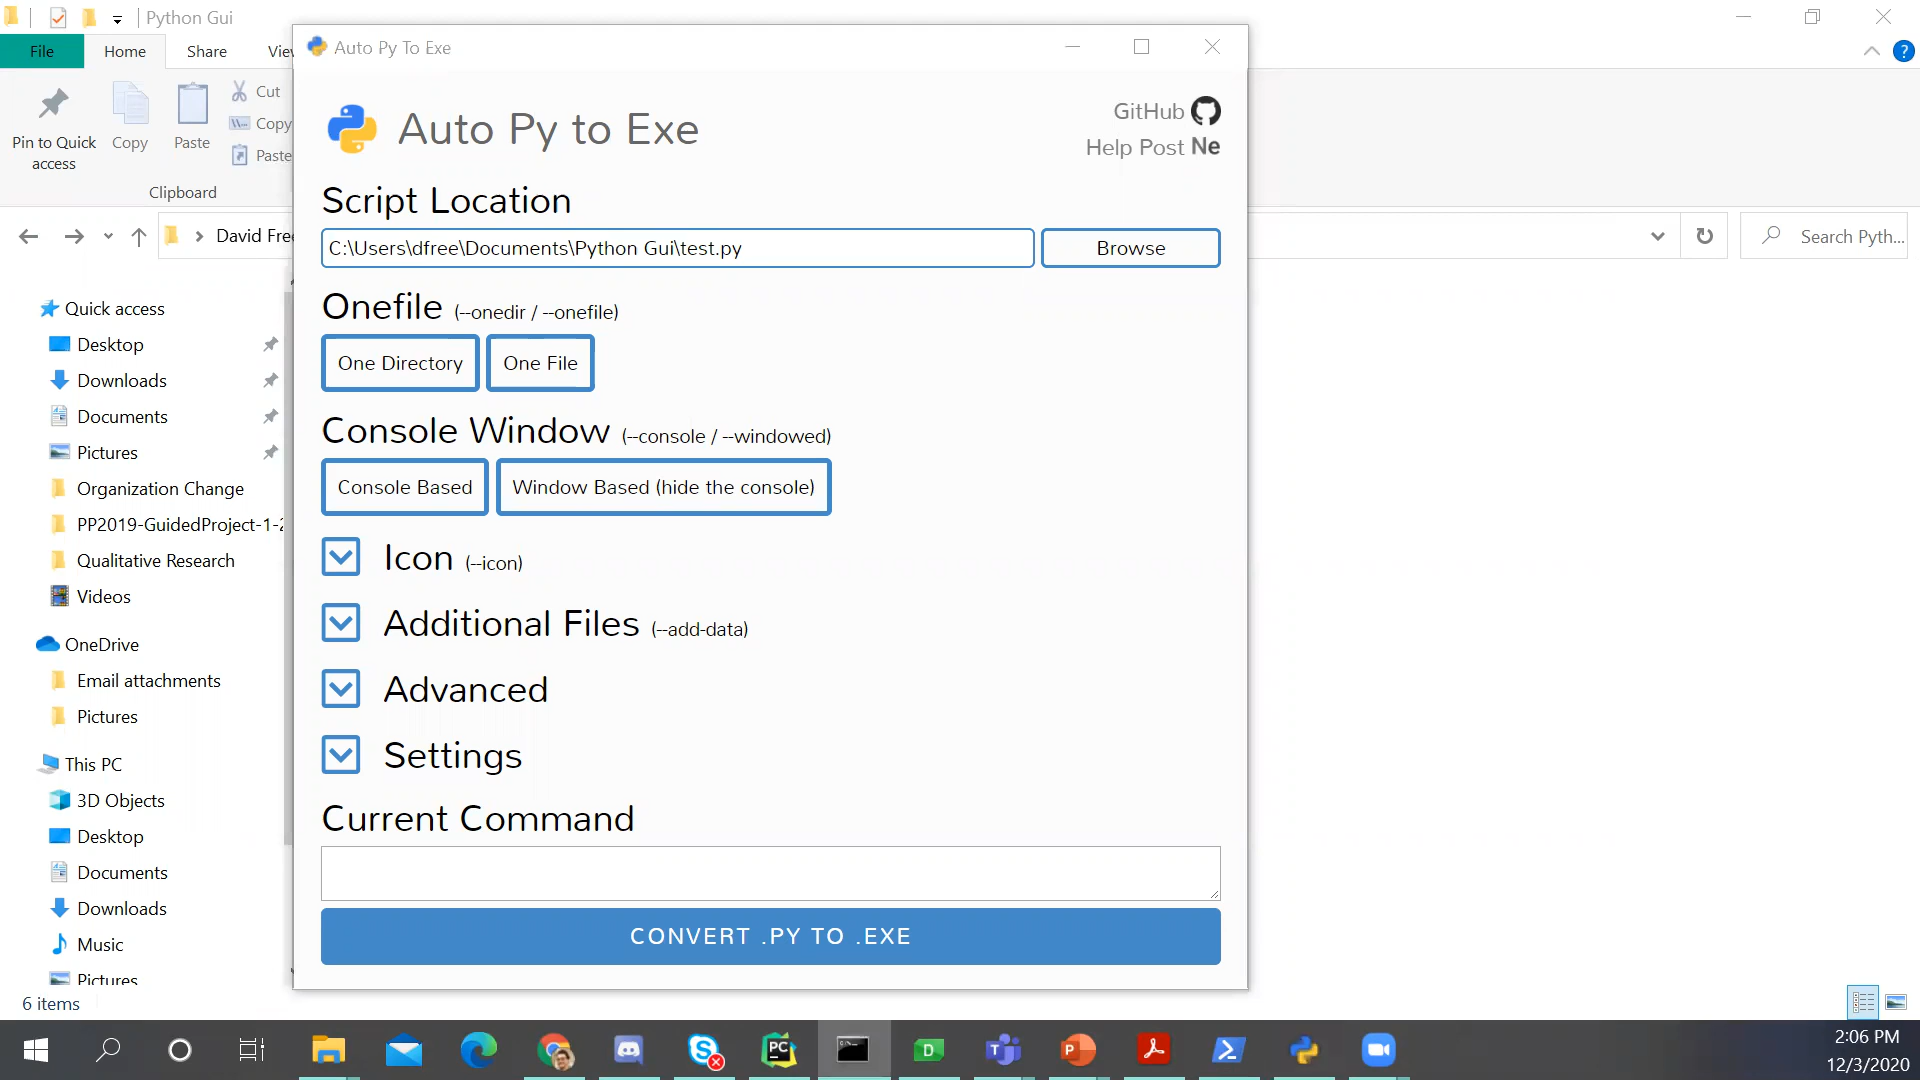 Python Gui
File
Home
Share
Auto Py To Exe
Pin to Quick
access
Copy
Paste
Cut
Copy
Paste
Clipboard
Auto Py to Exe
GitHub
Help Post Ne
Script Location
C:\Users\dfree\Documents\Python Gui\test.py
Browse
David
Search Pyth...
Onefile (--onedir / --onefile)
One Directory
One File
Console Window (--console / --windowed)
Console Based
Window Based (hide the console)
Icon (--icon)
Additional Files (--add-data)
Advanced
Settings
Current Command
CONVERT .PY TO .EXE
Quick access
Desktop
Downloads
Documents
Pictures
Organization Change
PP2019-GuidedProject-1-2
Qualitative Research
Videos
OneDrive
Email attachments
Pictures
This PC
3D Objects
Desktop
Documents
Downloads
Music
Pictures
6 items
2:06 PM
12/3/2020